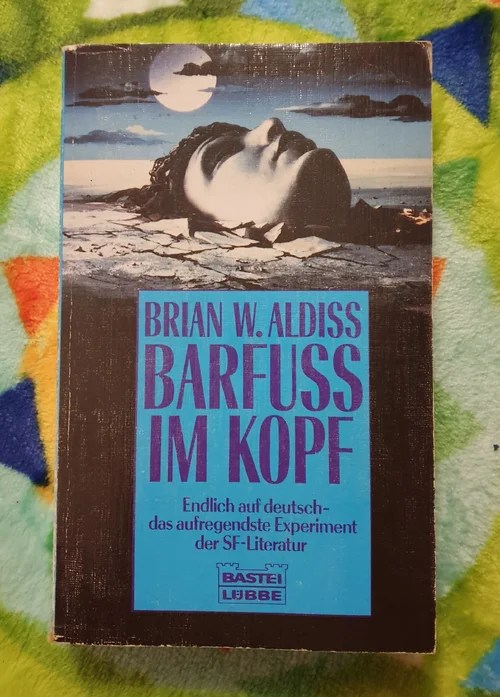 BRIAN W. ALDISS
BARFUSS
IM KOPF
Endlich auf deutsch-
das aufregendste Experiment
der SF-Literatur
BASTEI
LÜBBE